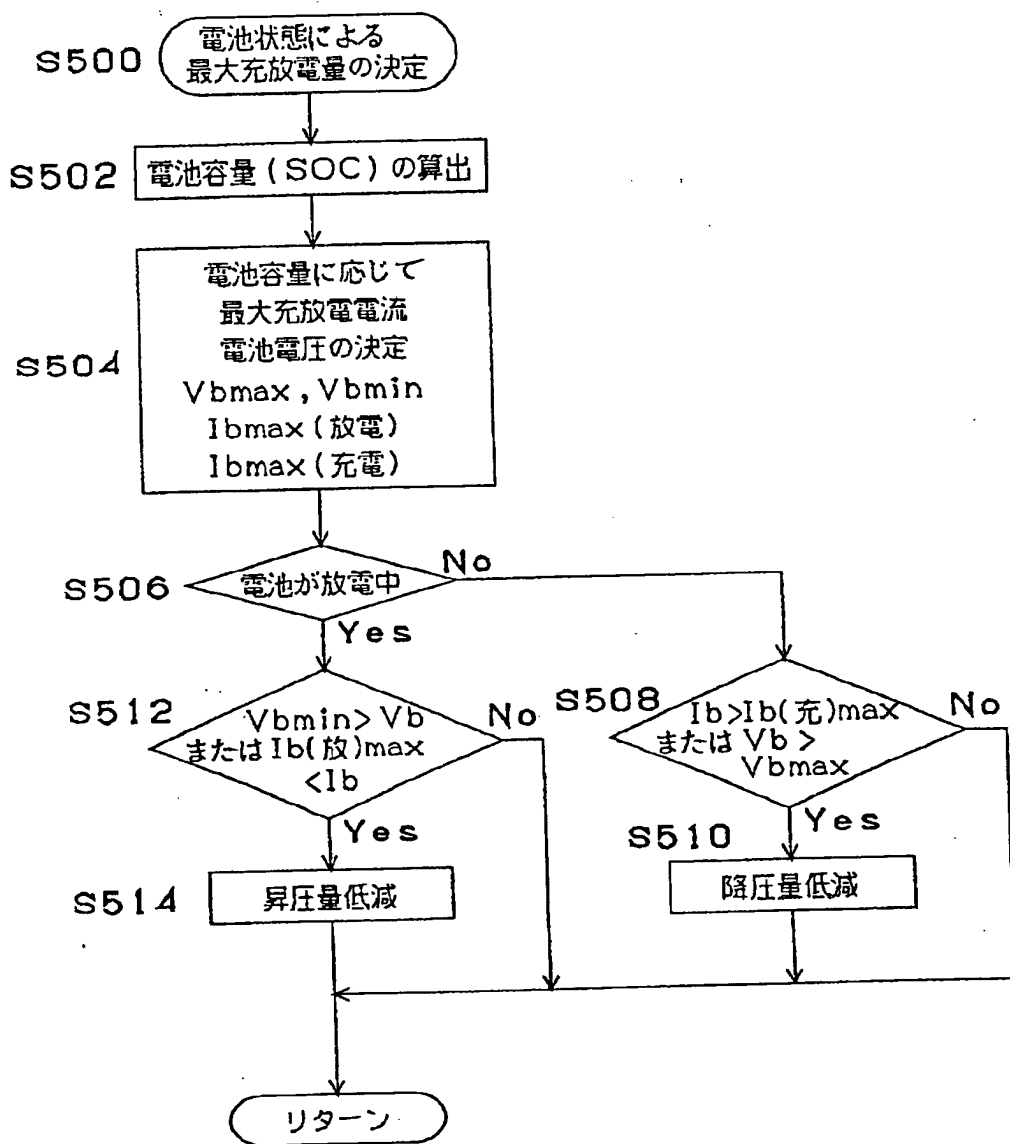 S500
電池状態による
最大充放電量の決定
S502
電池容量(SOC)の算出
S504
電池容量に応じて
最大充放電電流
電池電圧の決定
Vbmax,Vbmin
Ibmax(放電)
Ibmax(充電)
S506
電池が放電中
No
Yes
S512
Vbmin>Vb
またはIb(放)max
<Ib
No
Yes
S508
Ib>Ib(充)max
または Vb>
Vbmax
No
Yes
S514
昇圧量低減
S510
降圧量低減
リターン